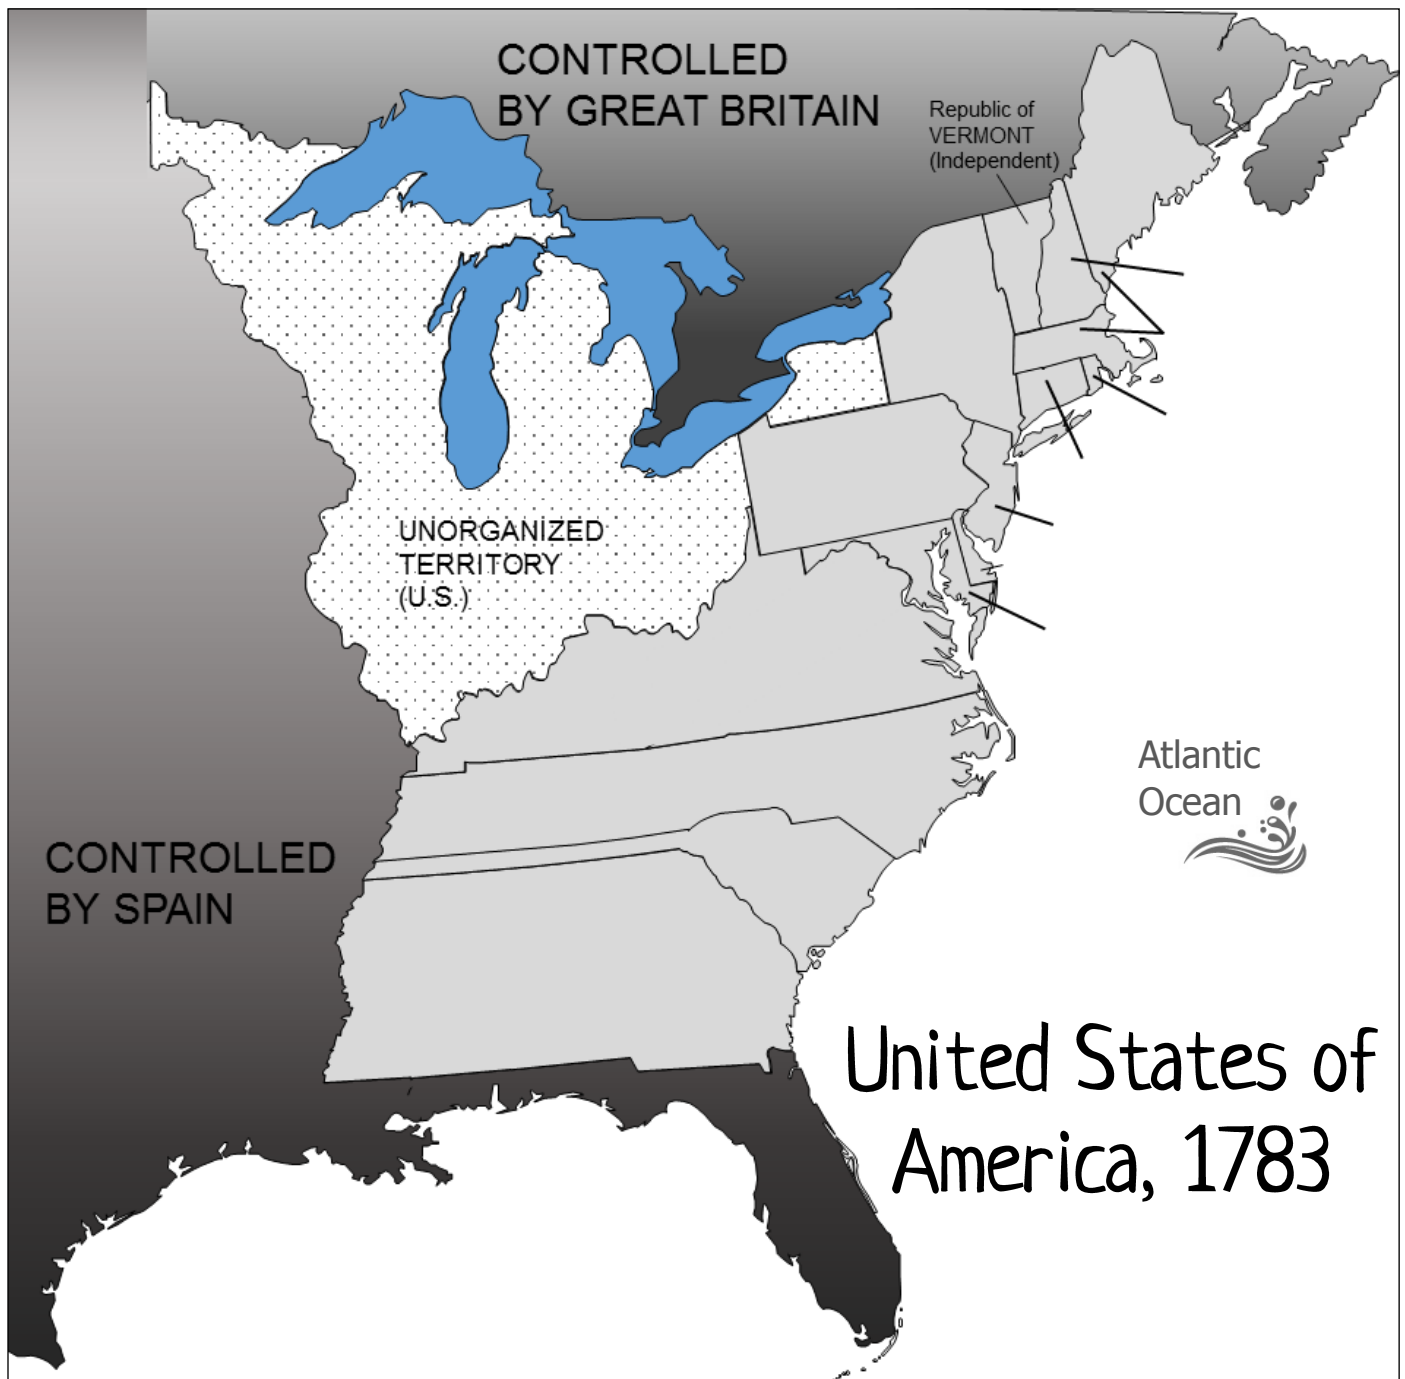 CONTROLLED
BY GREAT BRITAIN
Republic of
VERMONT
(Independent)
UNORGANIZED
TERRITORY
(U.S.)
Atlantic
Ocean
CONTROLLED
BY SPAIN
United States of
America, 1783